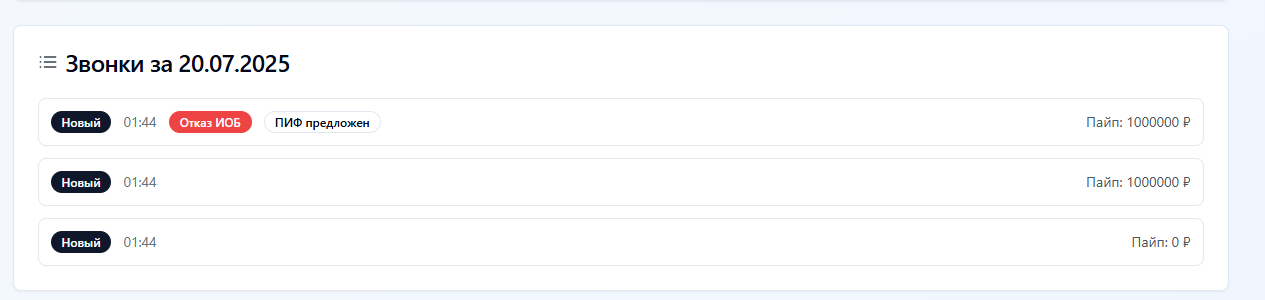 Звонки за 20.07.2025
Новый 01:44 Отказ ИОБ ПИФ предложен Пайп: 1000000 ₽
Новый 01:44 Пайп: 1000000 ₽
Новый 01:44 Пайп: 0 ₽